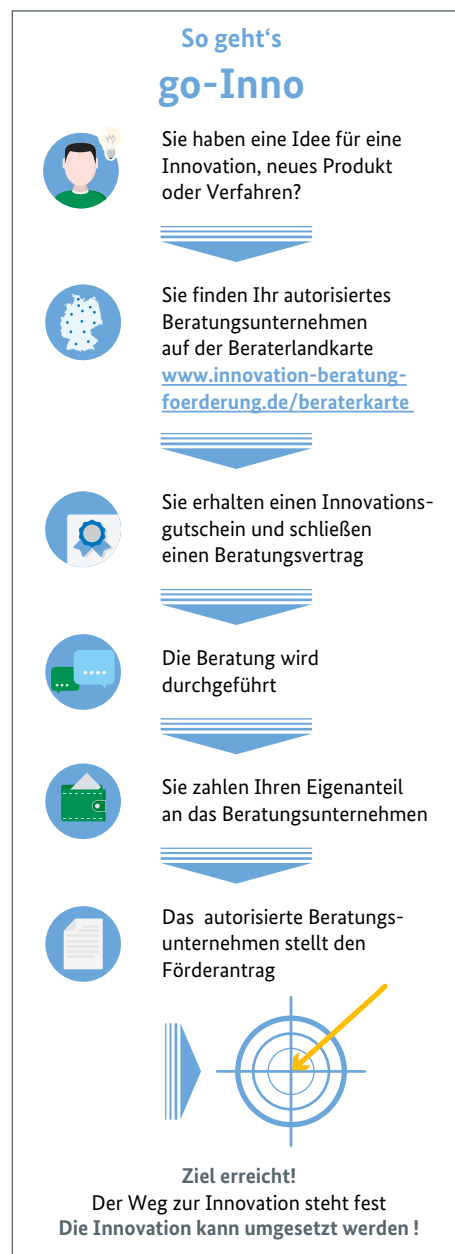 So geht‘s
go-Inno
Sie haben eine Idee für eine
Innovation, neues Produkt
oder Verfahren?
Sie finden Ihr autorisiertes
Beratungsunternehmen
auf der Beraterlandkarte
www.innovation-beratung-
foerderung.de/beraterkarte
Sie erhalten einen Innovations-
gutschein und schließen
einen Beratungsvertrag
Die Beratung wird
durchgeführt
Sie zahlen Ihren Eigenanteil
an das Beratungsunternehmen
Das autorisierte Beratungs-
unternehmen stellt den
Förderantrag
Ziel erreicht!
Der Weg zur Innovation steht fest
Die Innovation kann umgesetzt werden !